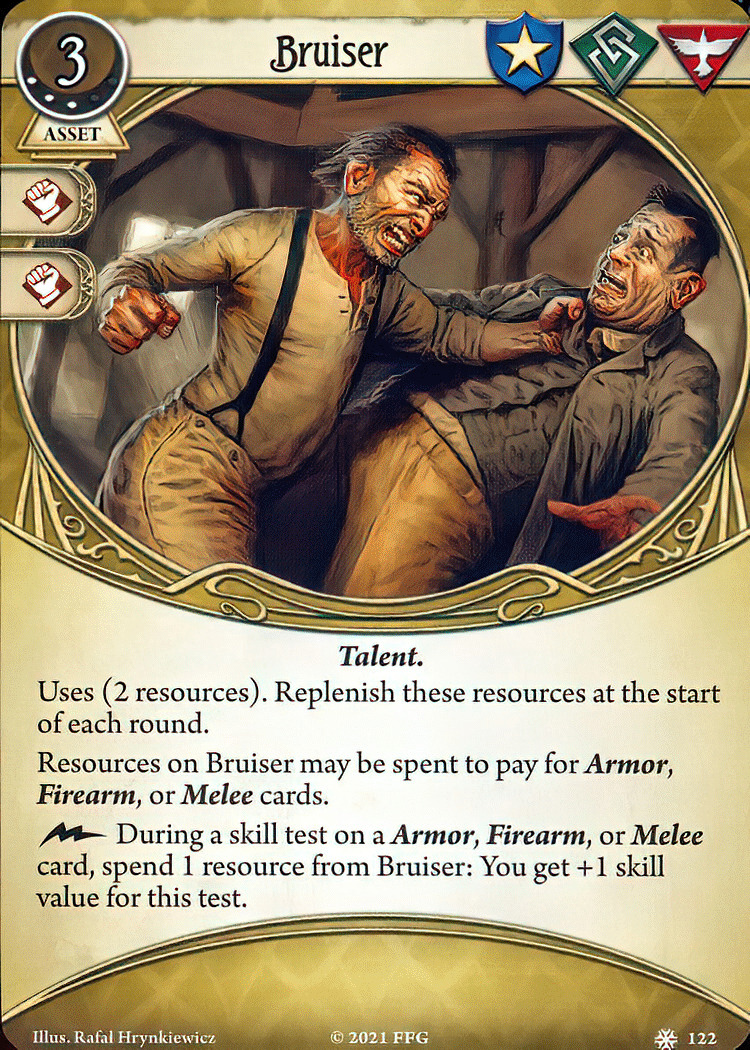 3
Bruiser
ASSET
Talent.
Uses (2 resources). Replenish these resources at the start
of each round.
Resources on Bruiser may be spent to pay for Armor,
Firearm, or Melee cards.
During a skill test on a Armor, Firearm, or Melee
card, spend 1 resource from Bruiser: You get +1 skill
value for this test.
Illus. Rafał Hrynkiewicz
© 2021 FFG
122